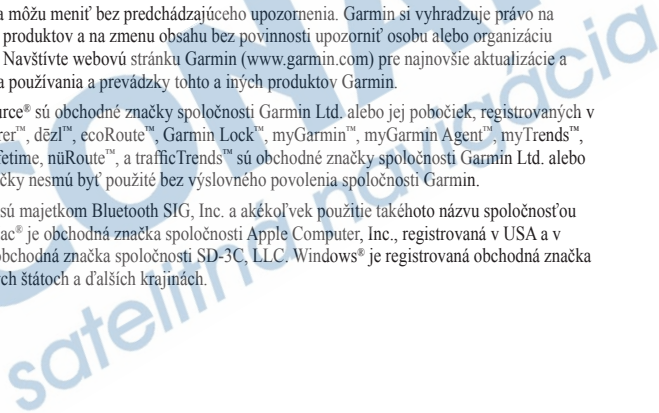 a môžu meniť bez predchádzajúceho upozornenia. Garmin si vyhradzuje právo na
produktov a na zmenu obsahu bez povinnosti upozorniť osobu alebo organizáciu
Navštívte webovú stránku Garmin (www.garmin.com) pre najnovšie aktualizácie a
a používania a prevádzky tohto a iných produktov Garmin.
urce® sú obchodné značky spoločnosti Garmin Ltd. alebo jej pobočiek, registrovaných v
rer™, dēzl™, ecoRoute™, Garmin Lock™, myGarmin™, myGarmin Agent™, myTrends™,
fetime, nüRoute™, a trafficTrends™ sú obchodné značky spoločnosti Garmin Ltd. alebo
čky nesmú byť použité bez výslovného povolenia spoločnosti Garmin.
sú majetkom Bluetooth SIG, Inc. a akékoľvek použitie takéhoto názvu spoločnosťou
ac® je obchodná značka spoločnosti Apple Computer, Inc., registrovaná v USA a v
obchodná značka spoločnosti SD-3C, LLC. Windows® je registrovaná obchodná značka
ch štátoch a ďalších krajinách.
CONA
satelitná navigácia